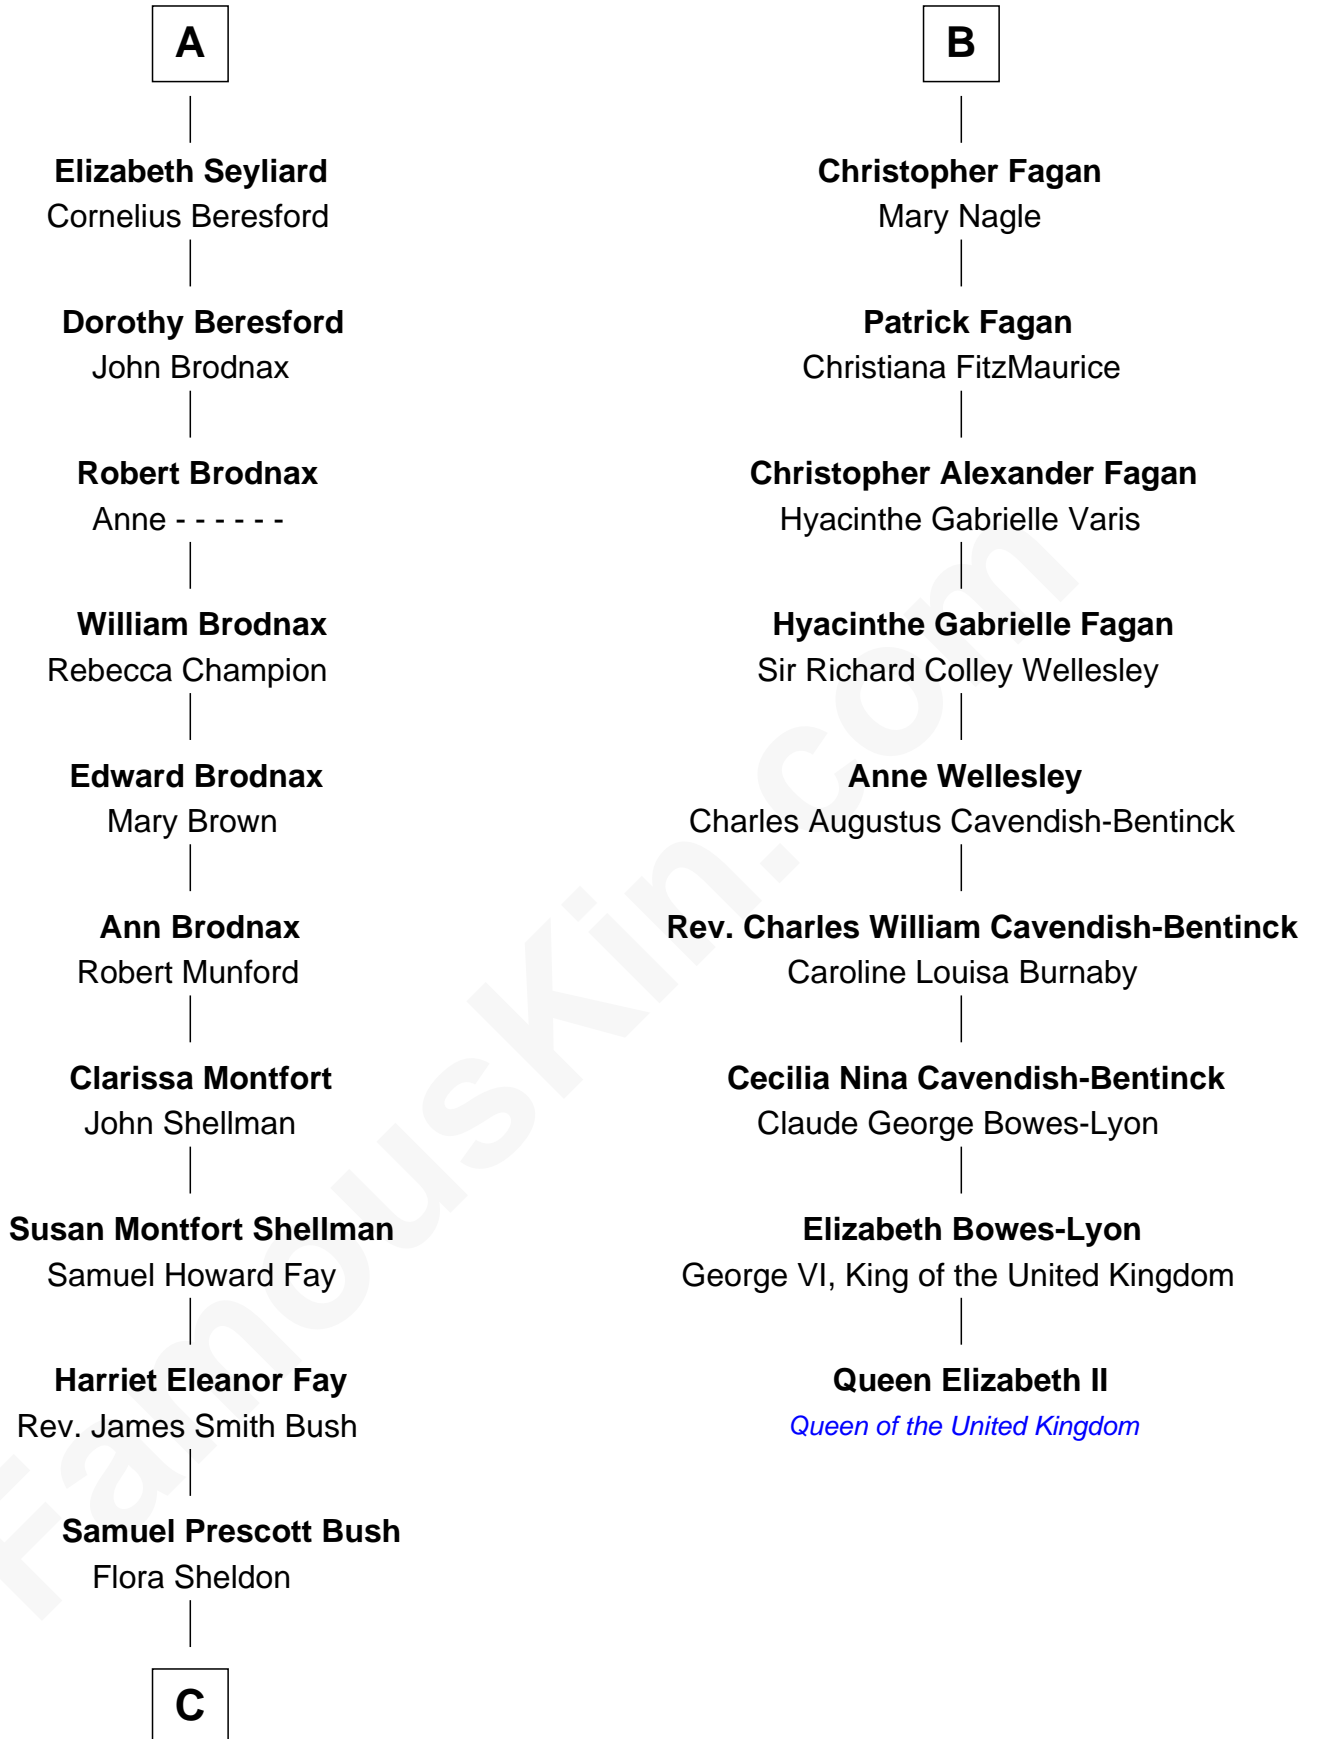 A
Elizabeth Seyliard
Cornelius Beresford
Dorothy Beresford
John Brodnax
Robert Brodnax
Anne - - - - - -
William Brodnax
Rebecca Champion
Edward Brodnax
Mary Brown
Ann Brodnax
Robert Munford
Clarissa Montfort
John Shellman
Susan Montfort Shellman
Samuel Howard Fay
Harriet Eleanor Fay
Rev. James Smith Bush
Samuel Prescott Bush
Flora Sheldon
C
B
Christopher Fagan
Mary Nagle
Patrick Fagan
Christiana FitzMaurice
Christopher Alexander Fagan
Hyacinthe Gabrielle Varis
Hyacinthe Gabrielle Fagan
Sir Richard Colley Wellesley
Anne Wellesley
Charles Augustus Cavendish-Bentinck
Rev. Charles William Cavendish-Bentinck
Caroline Louisa Burnaby
Cecilia Nina Cavendish-Bentinck
Claude George Bowes-Lyon
Elizabeth Bowes-Lyon
George VI, King of the United Kingdom
Queen Elizabeth II
Queen of the United Kingdom
FamousKin.com